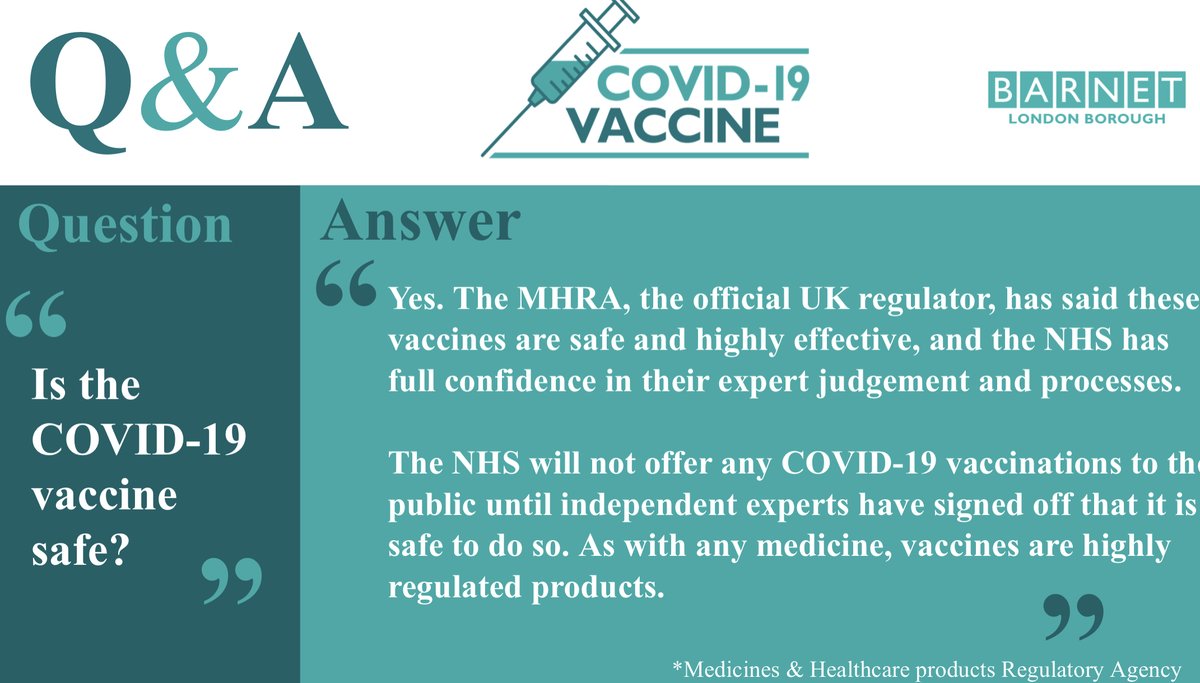 Q&A
COVID-19
VACCINE
BARNET
LONDON BOROUGH
Question
“
Is the
COVID-19
vaccine
safe?
”
Answer
“
Yes. The MHRA, the official UK regulator, has said these
vaccines are safe and highly effective, and the NHS has
full confidence in their expert judgement and processes.
The NHS will not offer any COVID-19 vaccinations to the
public until independent experts have signed off that it is
safe to do so. As with any medicine, vaccines are highly
regulated products.
”
*Medicines & Healthcare products Regulatory Agency